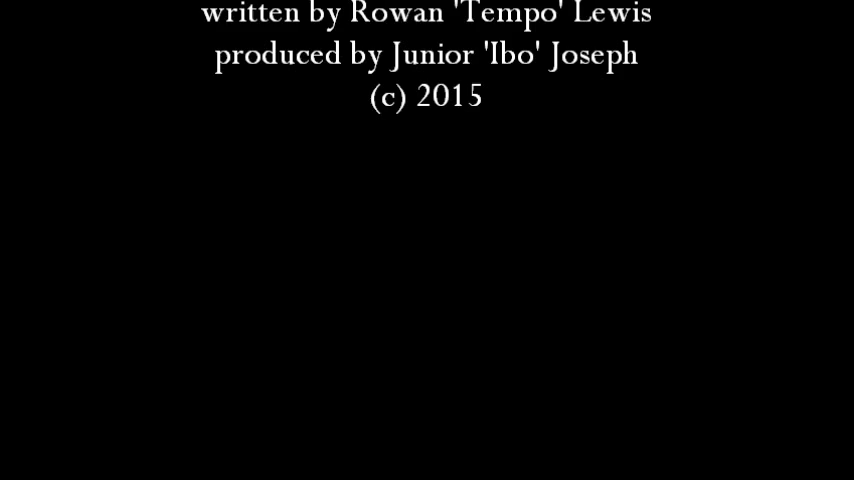 written by Rowan 'Tempo' Lewis
produced by Junior 'Ibo' Joseph
(c) 2015